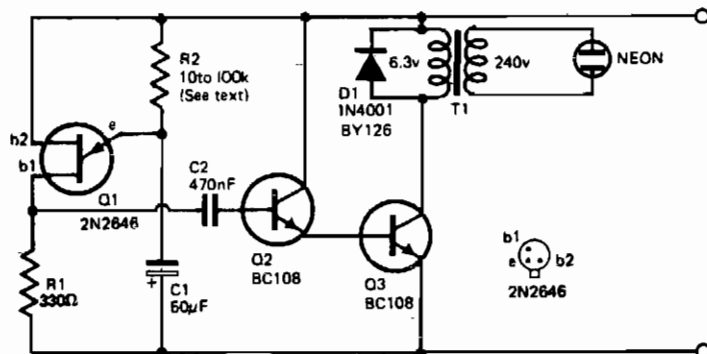 R2
10to 100k
(See text)
b2
e
b1
Q1
2N2646
R1
330Ω
C1
50µF
+
C2
470nF
Q2
BC108
D1
1N4001
BY126
6.3v
240v
T1
NEON
Q3
BC108
b1
e
b2
2N2646